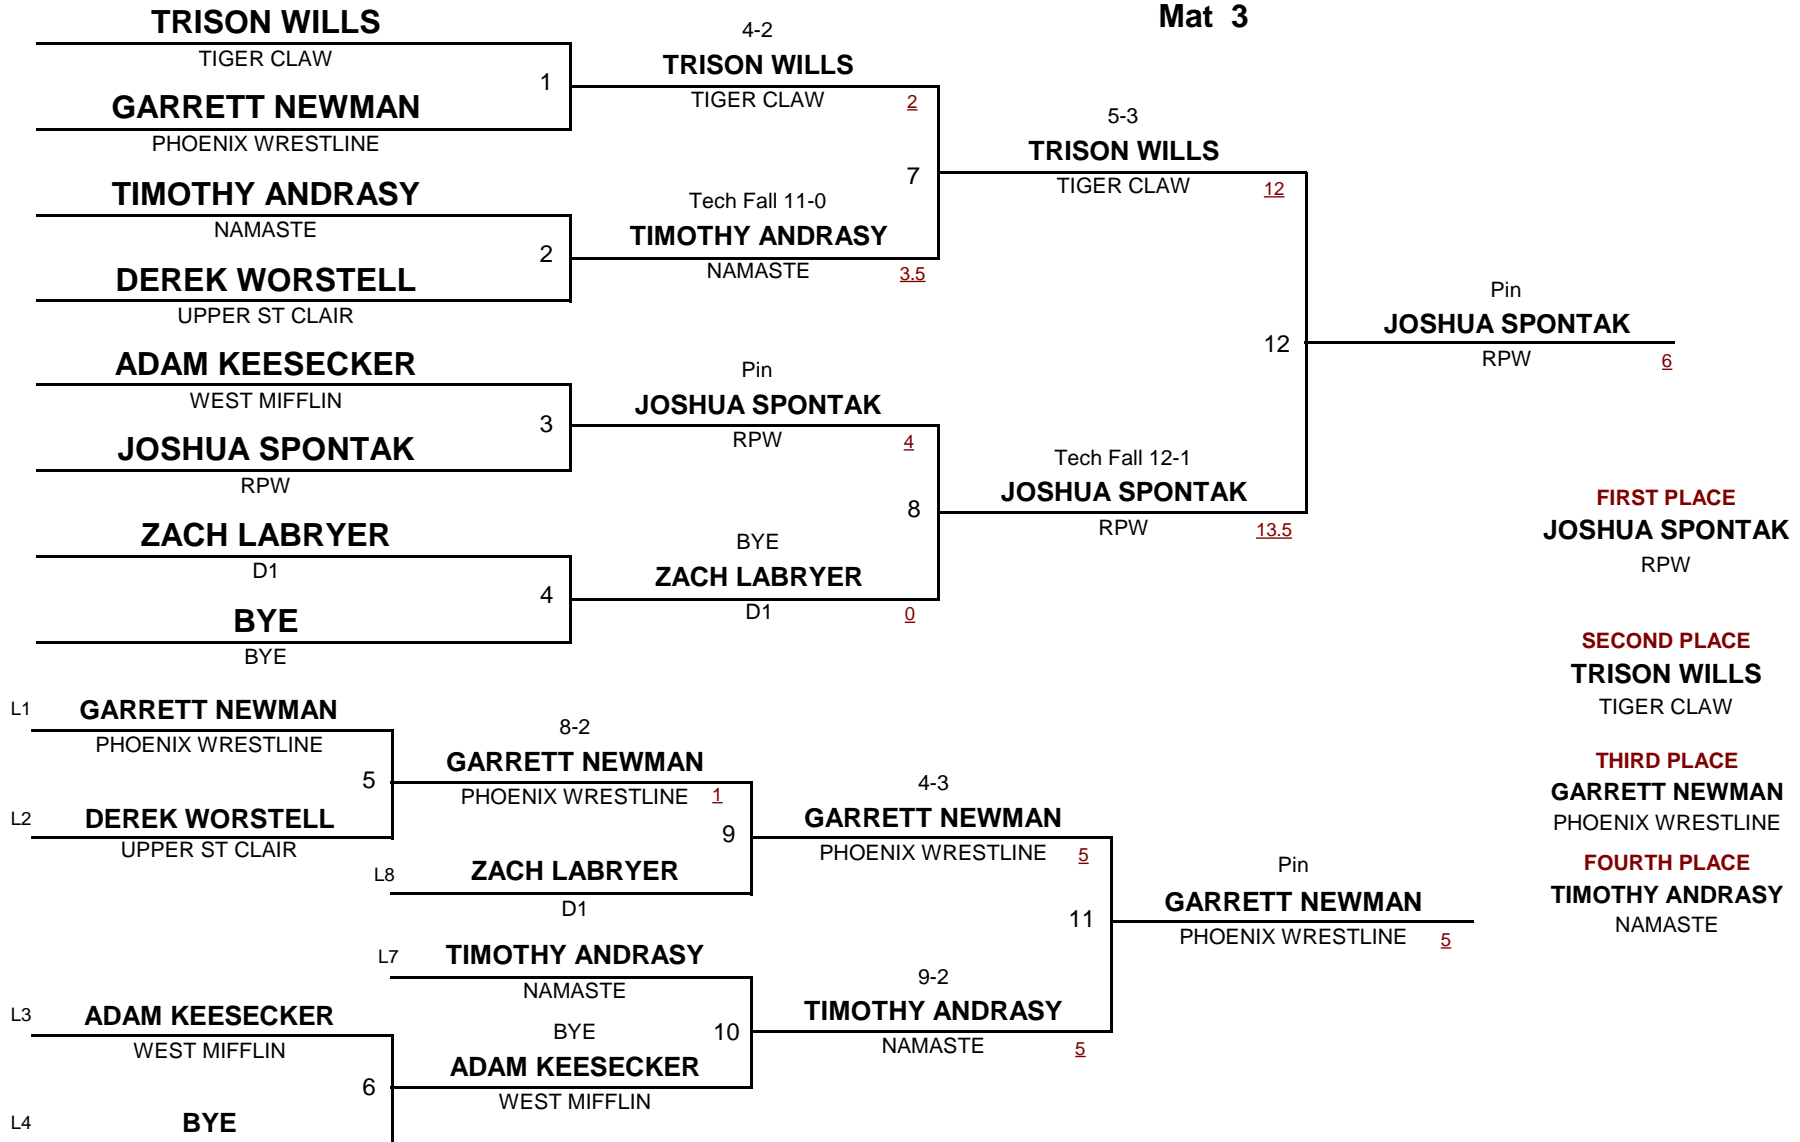 Mat 3
TRISON WILLS
TIGER CLAW
1
GARRETT NEWMAN
PHOENIX WRESTLINE
4-2
TRISON WILLS
TIGER CLAW 2
TIMOTHY ANDRASY
NAMASTE
2
DEREK WORSTELL
UPPER ST CLAIR
Tech Fall 11-0
TIMOTHY ANDRASY
NAMASTE 3.5
7
5-3
TRISON WILLS
TIGER CLAW 12
ADAM KEESECKER
WEST MIFFLIN
3
JOSHUA SPONTAK
RPW
Pin
JOSHUA SPONTAK
RPW 4
ZACH LABRYER
D1
4
BYE
BYE
BYE
ZACH LABRYER
D1 0
8
Tech Fall 12-1
JOSHUA SPONTAK
RPW 13.5
12
Pin
JOSHUA SPONTAK
RPW 6
FIRST PLACE
JOSHUA SPONTAK
RPW
SECOND PLACE
TRISON WILLS
TIGER CLAW
THIRD PLACE
GARRETT NEWMAN
PHOENIX WRESTLINE
FOURTH PLACE
TIMOTHY ANDRASY
NAMASTE
L1 GARRETT NEWMAN
PHOENIX WRESTLINE
5
L2 DEREK WORSTELL
UPPER ST CLAIR
8-2
GARRETT NEWMAN
PHOENIX WRESTLINE 1
9
L8 ZACH LABRYER
D1
4-3
GARRETT NEWMAN
PHOENIX WRESTLINE 5
L7 TIMOTHY ANDRASY
NAMASTE
L3 ADAM KEESECKER
WEST MIFFLIN
6
L4 BYE
BYE
ADAM KEESECKER
WEST MIFFLIN
10
9-2
TIMOTHY ANDRASY
NAMASTE 5
11
Pin
GARRETT NEWMAN
PHOENIX WRESTLINE 5